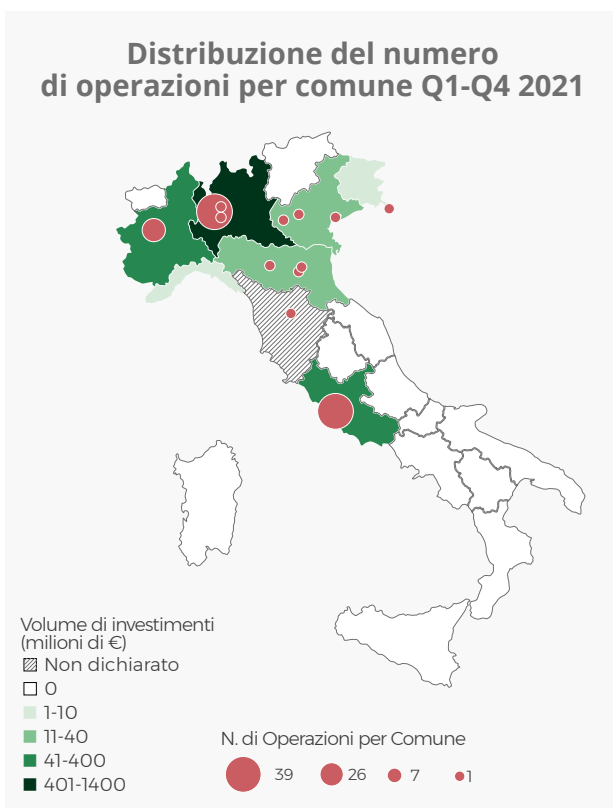 Distribuzione del numero
di operazioni per comune Q1-Q4 2021
Volume di investimenti
(milioni di €)
Non dichiarato
0
1-10
11-40
41-400
401-1400
N. di Operazioni per Comune
39 26 7 1